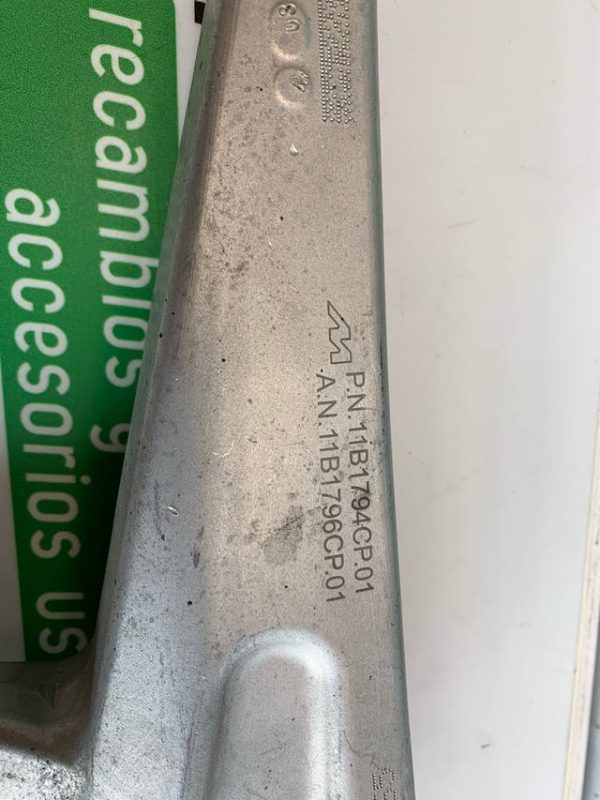 recambios y
accesorios us
P.N.11B1794CP.01
A.N.11B1796CP.01